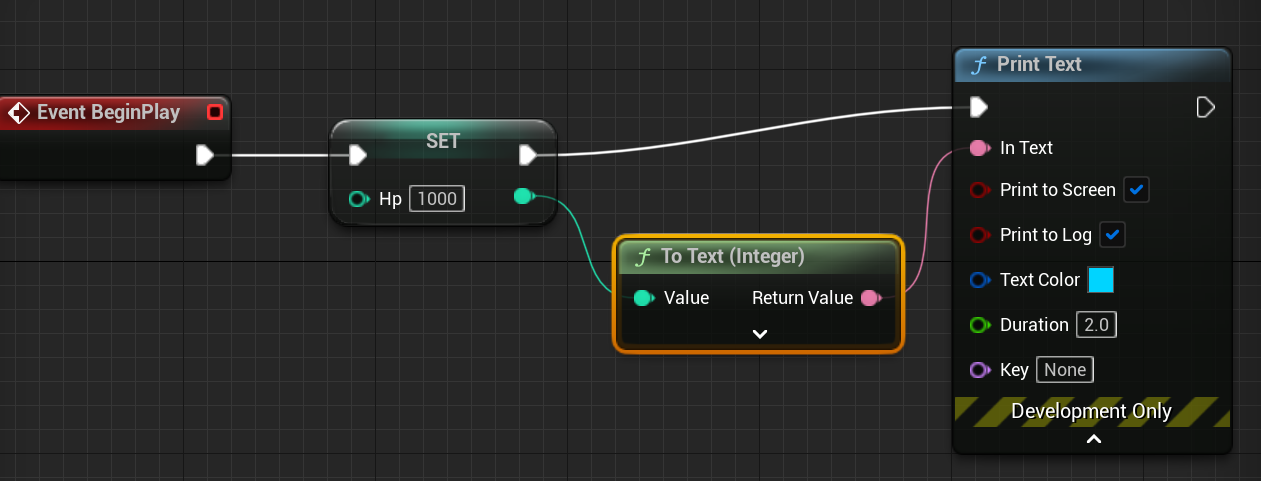 Event BeginPlay
SET
Hp 1000
To Text (Integer)
Value Return Value
Print Text
In Text
Print to Screen
Print to Log
Text Color
Duration 2.0
Key None
Development Only